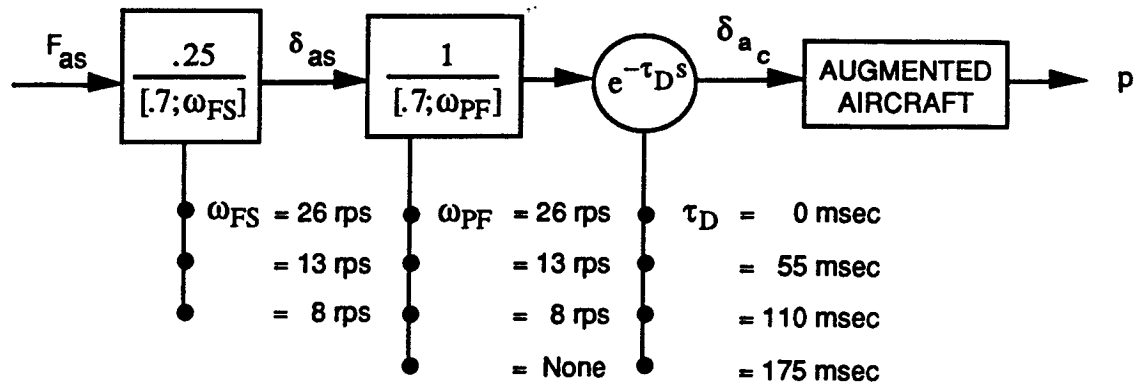 F_as
.25
[.7;ω_FS]
δ_as
1
[.7;ω_PF]
e^-τ_D s
δ_a_c
AUGMENTED
AIRCRAFT
p
ω_FS = 26 rps
= 13 rps
= 8 rps
ω_PF = 26 rps
= 13 rps
= 8 rps
= None
τ_D = 0 msec
= 55 msec
= 110 msec
= 175 msec